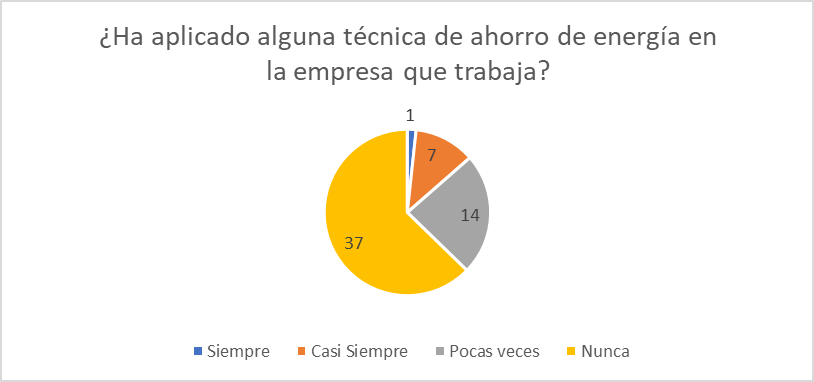 ¿Ha aplicado alguna técnica de ahorro de energía en
la empresa que trabaja?
1
7
14
37
Siempre Casi Siempre Pocas veces Nunca